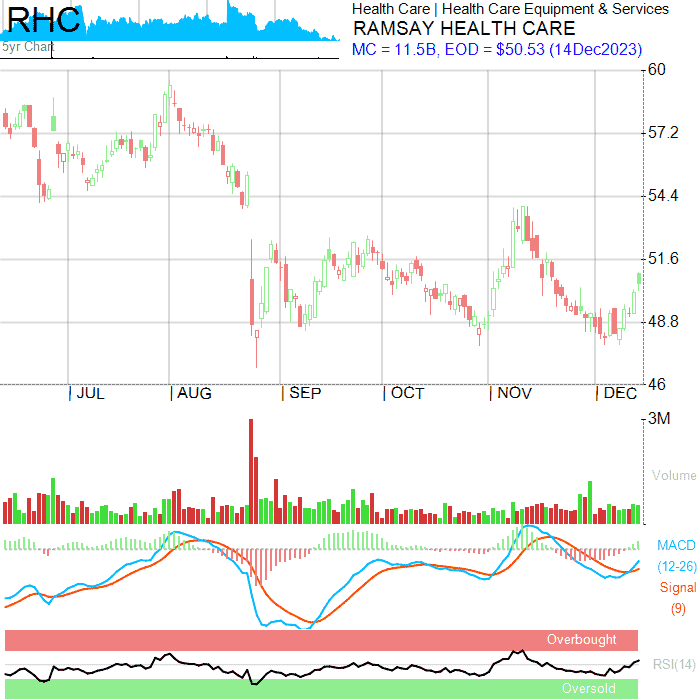 RHC
5yr Chart
Health Care | Health Care Equipment & Services
RAMSAY HEALTH CARE
MC = 11.5B, EOD = $50.53 (14Dec2023)
60
57.2
54.4
51.6
48.8
46
| JUL | AUG | SEP | OCT | NOV | DEC
3M
Volume
MACD
(12-26)
Signal
(9)
Overbought
RSI(14)
Oversold